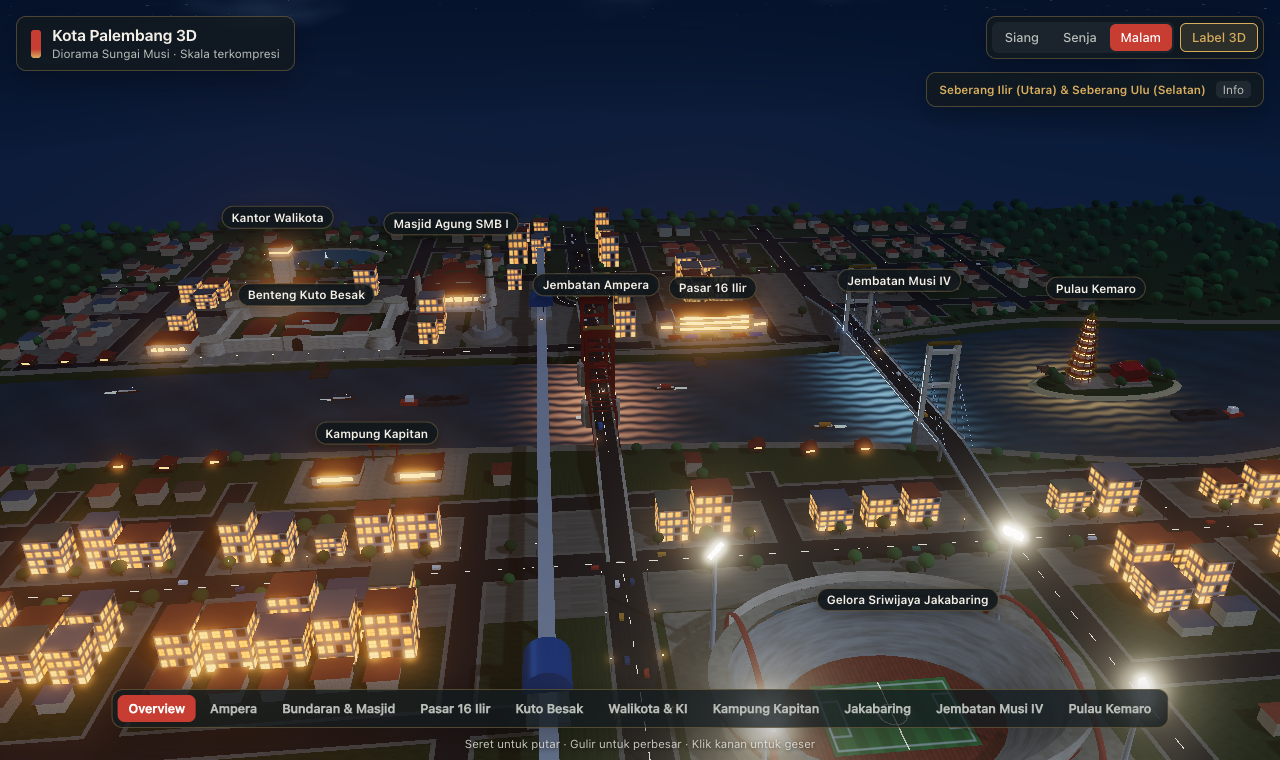 Kota Palembang 3D
Diorama Sungai Musi · Skala terkompresi
Siang
Senja
Malam
Label 3D
Seberang Ilir (Utara) & Seberang Ulu (Selatan)
Info
Kantor Walikota
Masjid Agung SMB I
Benteng Kuto Besak
Jembatan Ampera
Pasar 16 Ilir
Jembatan Musi IV
Pulau Kemaro
Kampung Kapitan
Gelora Sriwijaya Jakabaring
Overview
Ampera
Bundaran & Masjid
Pasar 16 Ilir
Kuto Besak
Walikota & KI
Kampung Kapitan
Jakabaring
Jembatan Musi IV
Pulau Kemaro
Seret untuk putar · Gulir untuk perbesar · Klik kanan untuk geser